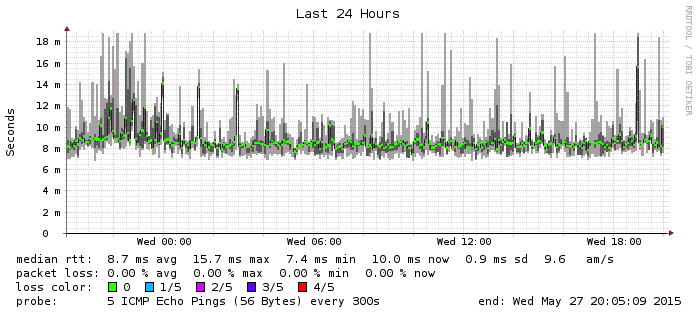 Last 24 Hours
RRDTOOL / TOBI OETIKER
Seconds
18 m
16 m
14 m
12 m
10 m
8 m
6 m
4 m
2 m
0
Wed 00:00 Wed 06:00 Wed 12:00 Wed 18:00
median rtt: 8.7 ms avg 15.7 ms max 7.4 ms min 10.0 ms now 0.9 ms sd 9.6 am/s
packet loss: 0.00 % avg 0.00 % max 0.00 % min 0.00 % now
loss color: 0 1/5 2/5 3/5 4/5
probe: 5 ICMP Echo Pings (56 Bytes) every 300s end: Wed May 27 20:05:09 2015